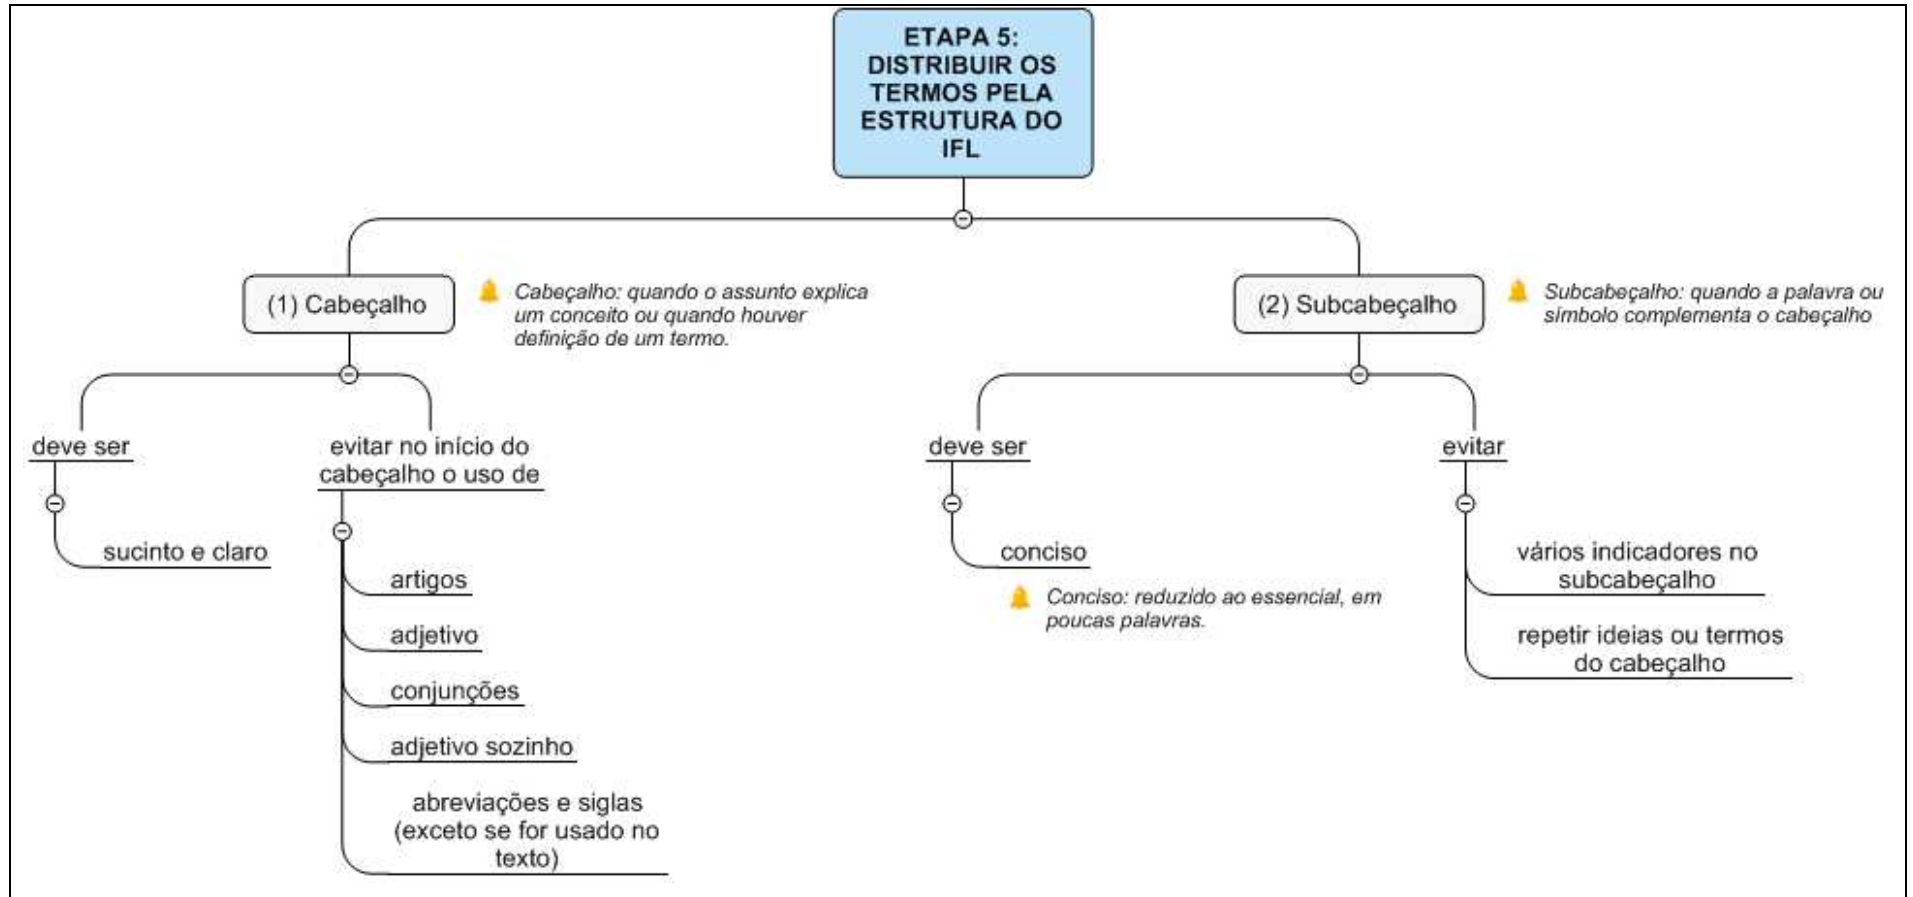 ETAPA 5:
DISTRIBUIR OS
TERMOS PELA
ESTRUTURA DO
IFL
(1) Cabeçalho
Cabeçalho: quando o assunto explica
um conceito ou quando houver
definição de um termo.
deve ser
sucinto e claro
evitar no início do
cabeçalho o uso de
artigos
adjetivo
conjunções
adjetivo sozinho
abreviações e siglas
(exceto se for usado no
texto)
(2) Subcabeçalho
Subcabeçalho: quando a palavra ou
símbolo complementa o cabeçalho
deve ser
conciso
Conciso: reduzido ao essencial, em
poucas palavras.
evitar
vários indicadores no
subcabeçalho
repetir ideias ou termos
do cabeçalho